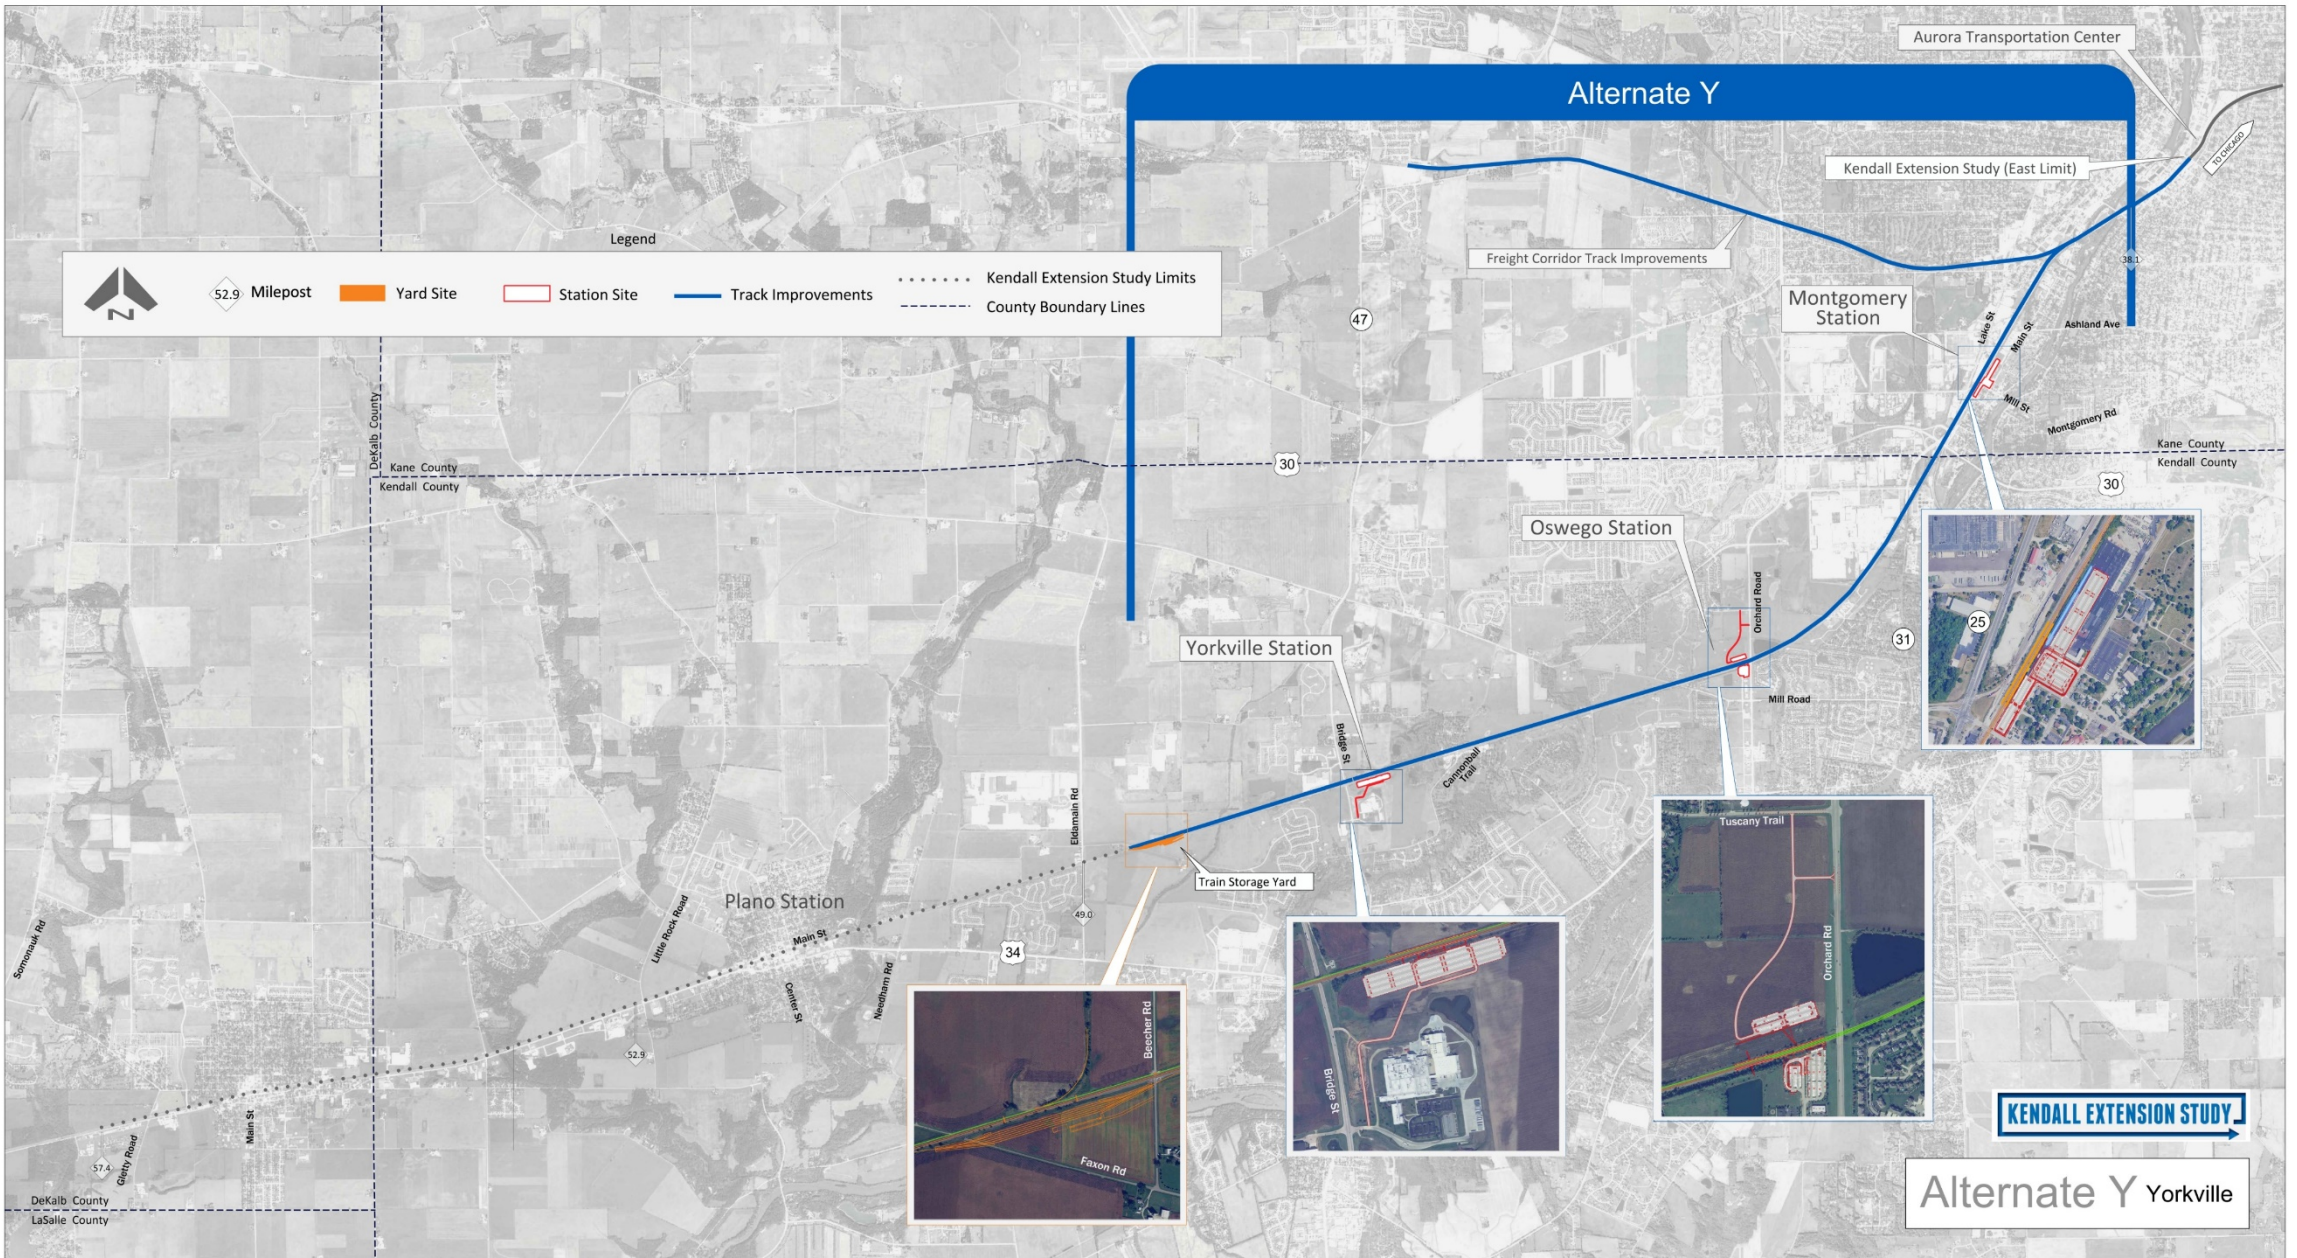 Aurora Transportation Center
Alternate Y
TO CHICAGO
Kendall Extension Study (East Limit)
Freight Corridor Track Improvements
38.1
Legend
N
52.9 Milepost
Yard Site
Station Site
Track Improvements
Kendall Extension Study Limits
County Boundary Lines
47
Montgomery
Station
Lake St
Main St
Ashland Ave
Mill St
Montgomery Rd
DeKalb County
Kane County
Kendall County
30
Kane County
Kendall County
30
Oswego Station
Orchard Road
25
31
Yorkville Station
Mill Road
Bridge St
Cannonball
Trail
Eldamain Rd
Train Storage Yard
Tuscany Trail
Orchard Rd
Plano Station
Main St
Little Rock Road
49.0
34
Somonauk Rd
Center St
Needham Rd
52.9
Beecher Rd
Faxon Rd
Bridge St
Main St
57.4
Gletty Road
DeKalb County
LaSalle County
KENDALL EXTENSION STUDY
Alternate Y Yorkville